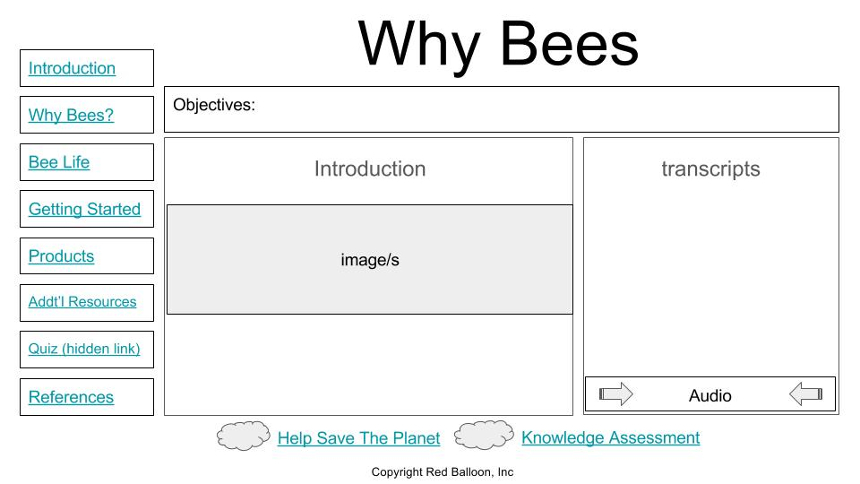 Why Bees
Introduction
Why Bees?
Bee Life
Getting Started
Products
Addt'l Resources
Quiz (hidden link)
References
Objectives:
Introduction
image/s
transcripts
Audio
Help Save The Planet
Knowledge Assessment
Copyright Red Balloon, Inc